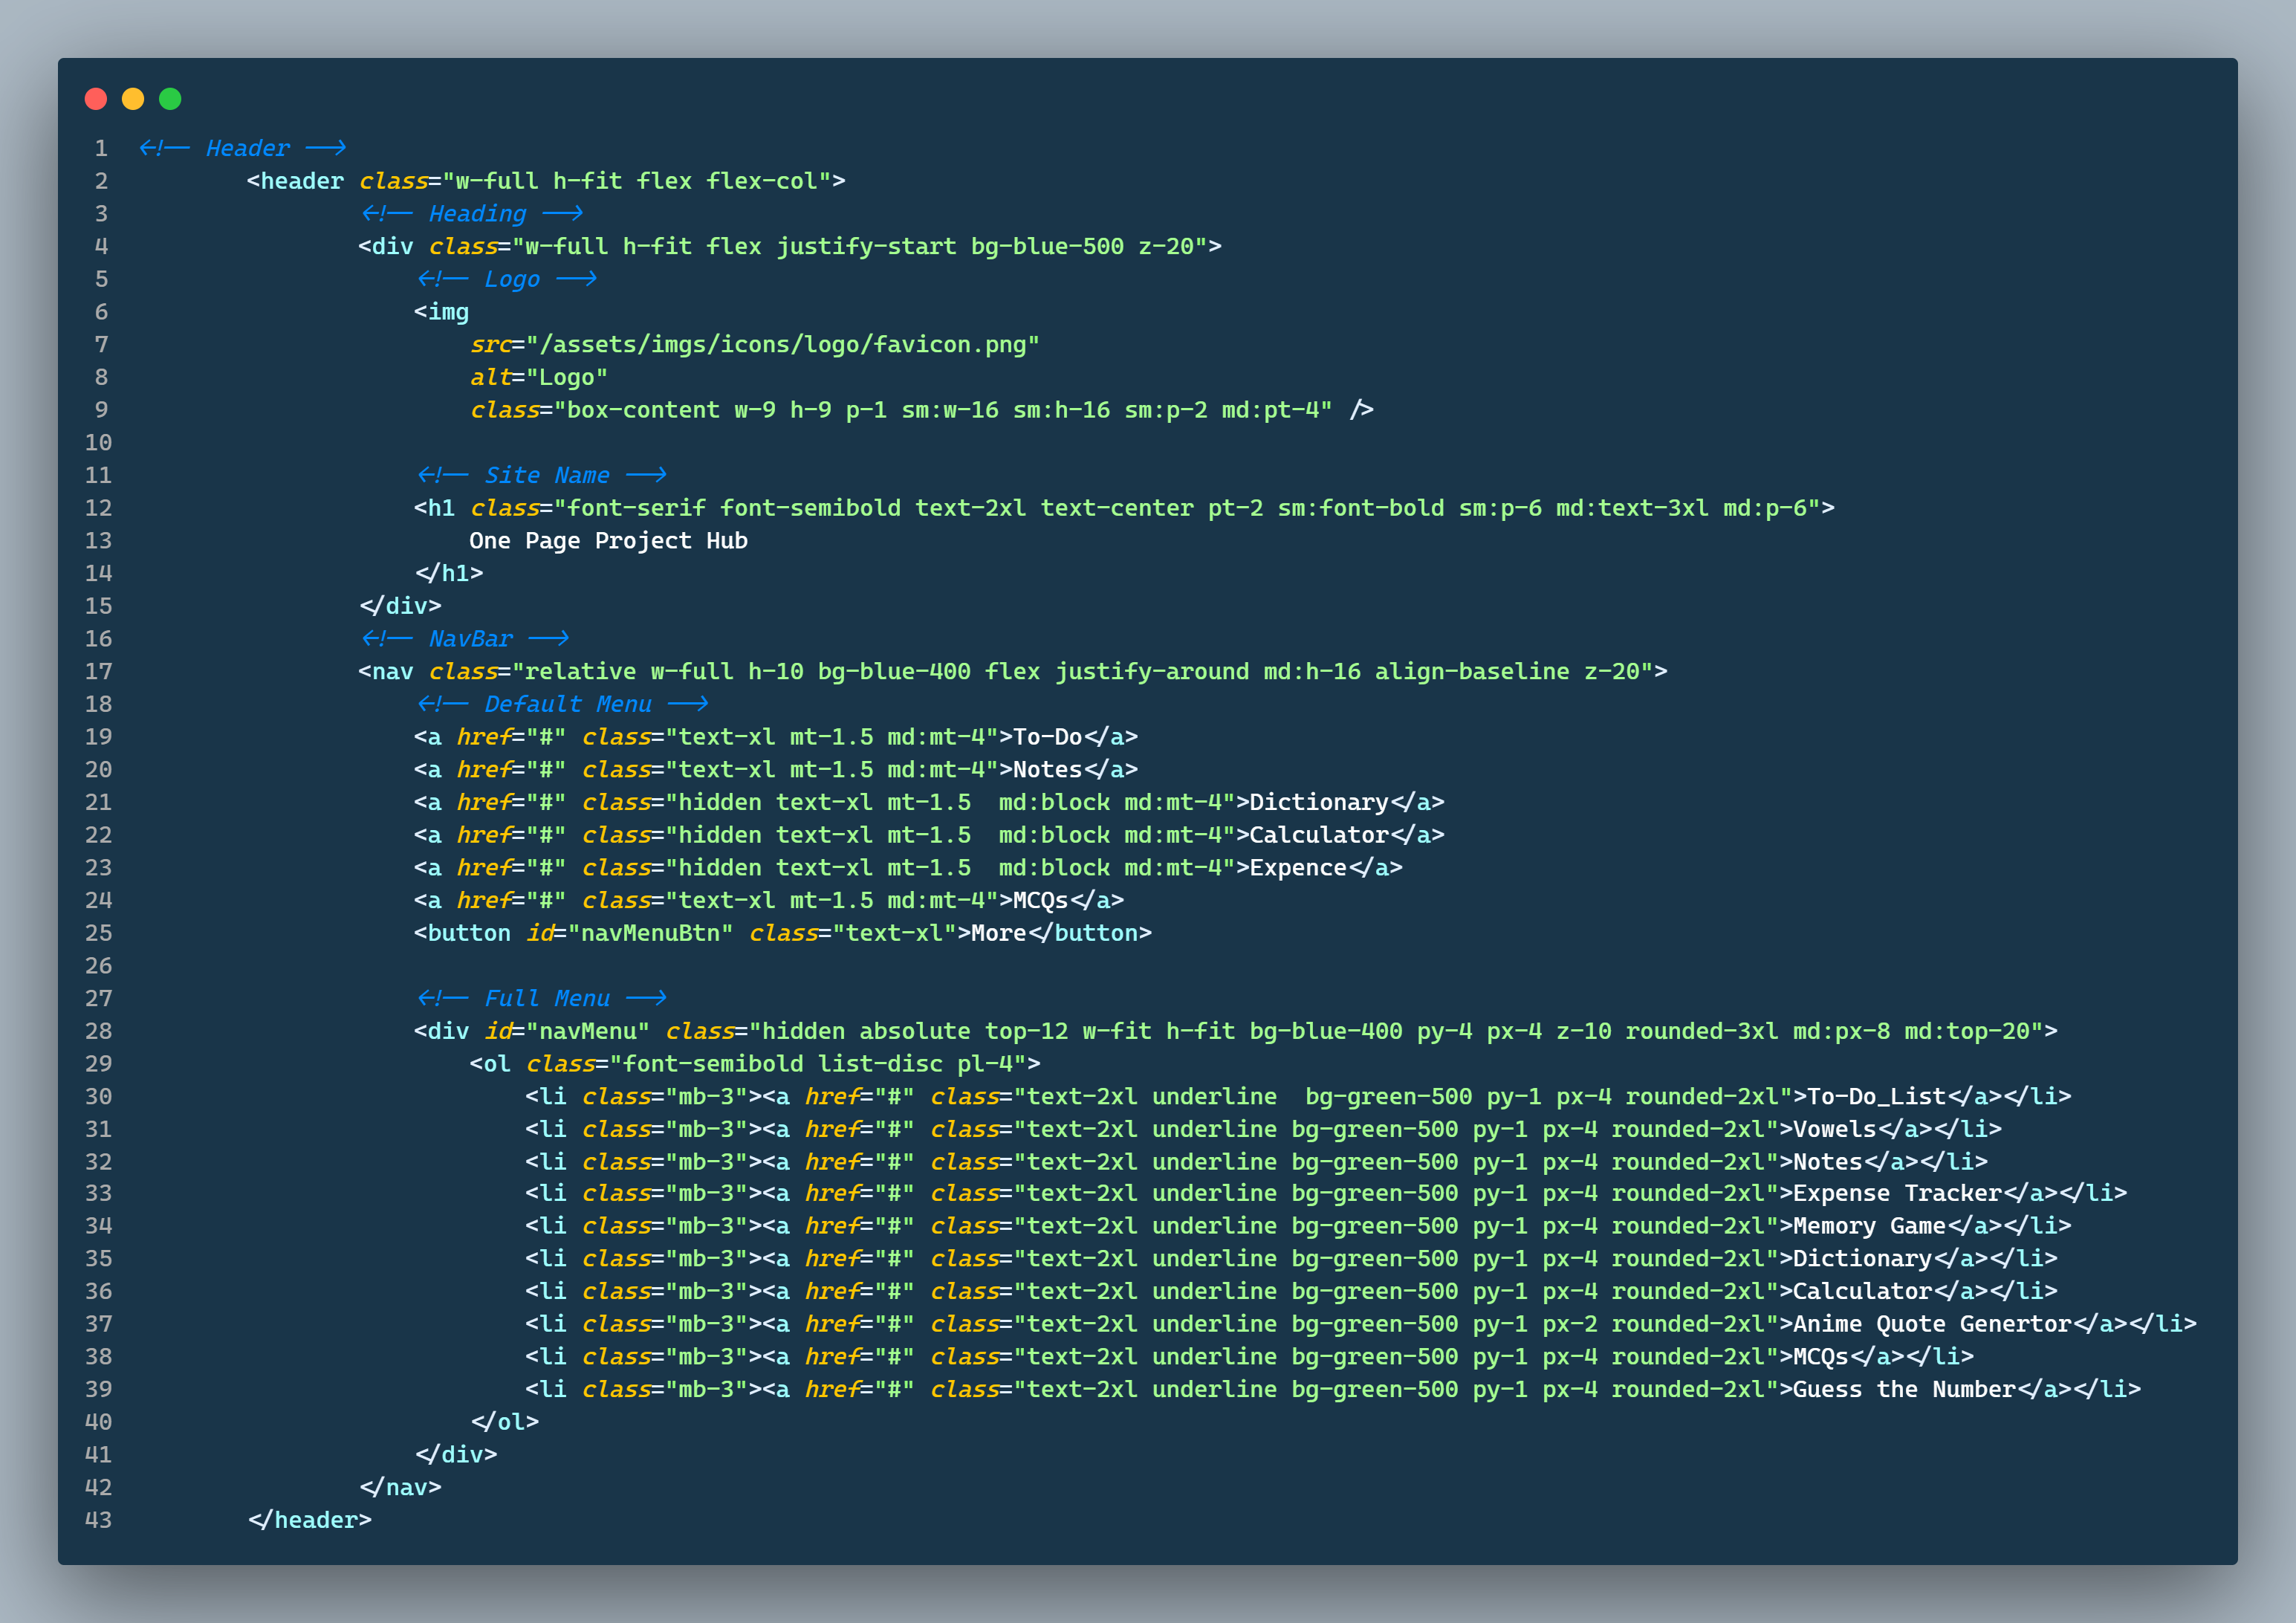 1 <!-- Header -->
2 <header class="w-full h-fit flex flex-col">
3 <!-- Heading -->
4 <div class="w-full h-fit flex justify-start bg-blue-500 z-20">
5 <!-- Logo -->
6 <img
7 src="/assets/imgs/icons/logo/favicon.png"
8 alt="Logo"
9 class="box-content w-9 h-9 p-1 sm:w-16 sm:h-16 sm:p-2 md:pt-4" />
10
11 <!-- Site Name -->
12 <h1 class="font-serif font-semibold text-2xl text-center pt-2 sm:font-bold sm:p-6 md:text-3xl md:p-6">
13 One Page Project Hub
14 </h1>
15 </div>
16 <!-- NavBar -->
17 <nav class="relative w-full h-10 bg-blue-400 flex justify-around md:h-16 align-baseline z-20">
18 <!-- Default Menu -->
19 <a href="#" class="text-xl mt-1.5 md:mt-4">To-Do</a>
20 <a href="#" class="text-xl mt-1.5 md:mt-4">Notes</a>
21 <a href="#" class="hidden text-xl mt-1.5  md:block md:mt-4">Dictionary</a>
22 <a href="#" class="hidden text-xl mt-1.5  md:block md:mt-4">Calculator</a>
23 <a href="#" class="hidden text-xl mt-1.5  md:block md:mt-4">Expence</a>
24 <a href="#" class="text-xl mt-1.5 md:mt-4">MCQs</a>
25 <button id="navMenuBtn" class="text-xl">More</button>
26
27 <!-- Full Menu -->
28 <div id="navMenu" class="hidden absolute top-12 w-fit h-fit bg-blue-400 py-4 px-4 z-10 rounded-3xl md:px-8 md:top-20">
29 <ol class="font-semibold list-disc pl-4">
30 <li class="mb-3"><a href="#" class="text-2xl underline  bg-green-500 py-1 px-4 rounded-2xl">To-Do_List</a></li>
31 <li class="mb-3"><a href="#" class="text-2xl underline bg-green-500 py-1 px-4 rounded-2xl">Vowels</a></li>
32 <li class="mb-3"><a href="#" class="text-2xl underline bg-green-500 py-1 px-4 rounded-2xl">Notes</a></li>
33 <li class="mb-3"><a href="#" class="text-2xl underline bg-green-500 py-1 px-4 rounded-2xl">Expense Tracker</a></li>
34 <li class="mb-3"><a href="#" class="text-2xl underline bg-green-500 py-1 px-4 rounded-2xl">Memory Game</a></li>
35 <li class="mb-3"><a href="#" class="text-2xl underline bg-green-500 py-1 px-4 rounded-2xl">Dictionary</a></li>
36 <li class="mb-3"><a href="#" class="text-2xl underline bg-green-500 py-1 px-4 rounded-2xl">Calculator</a></li>
37 <li class="mb-3"><a href="#" class="text-2xl underline bg-green-500 py-1 px-2 rounded-2xl">Anime Quote Genertor</a></li>
38 <li class="mb-3"><a href="#" class="text-2xl underline bg-green-500 py-1 px-4 rounded-2xl">MCQs</a></li>
39 <li class="mb-3"><a href="#" class="text-2xl underline bg-green-500 py-1 px-4 rounded-2xl">Guess the Number</a></li>
40 </ol>
41 </div>
42 </nav>
43 </header>